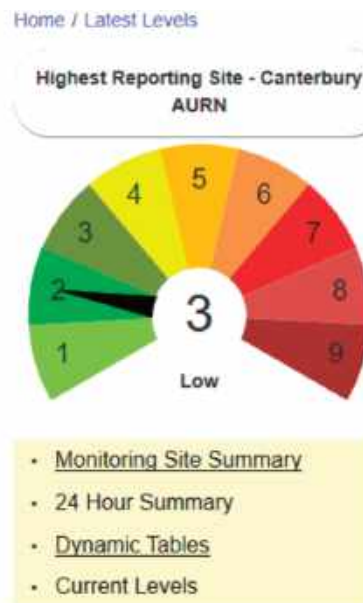 Home / Latest Levels
Highest Reporting Site - Canterbury
AURN
1
2
3
4
5
6
7
8
9
3
Low
• Monitoring Site Summary
• 24 Hour Summary
• Dynamic Tables
• Current Levels